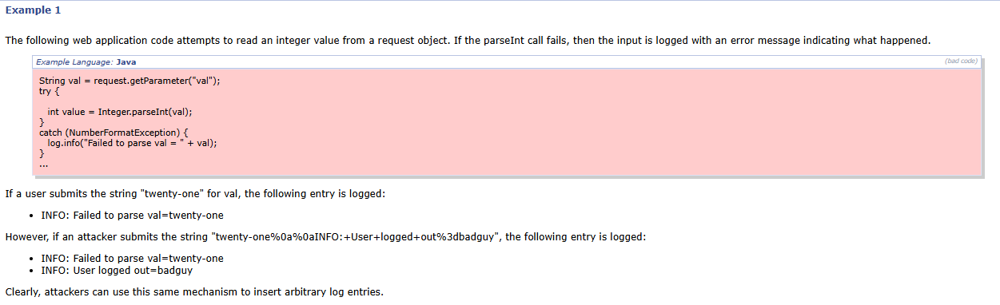 Example 1
The following web application code attempts to read an integer value from a request object. If the parseInt call fails, then the input is logged with an error message indicating what happened.
Example Language: Java (bad code)
String val = request.getParameter("val");
try {
int value = Integer.parseInt(val);
}
catch (NumberFormatException) {
log.info("Failed to parse val = " + val);
}
...
If a user submits the string "twenty-one" for val, the following entry is logged:
• INFO: Failed to parse val=twenty-one
However, if an attacker submits the string "twenty-one%0a%0aINFO:+User+logged+out%3dbadguy", the following entry is logged:
• INFO: Failed to parse val=twenty-one
• INFO: User logged out=badguy
Clearly, attackers can use this same mechanism to insert arbitrary log entries.